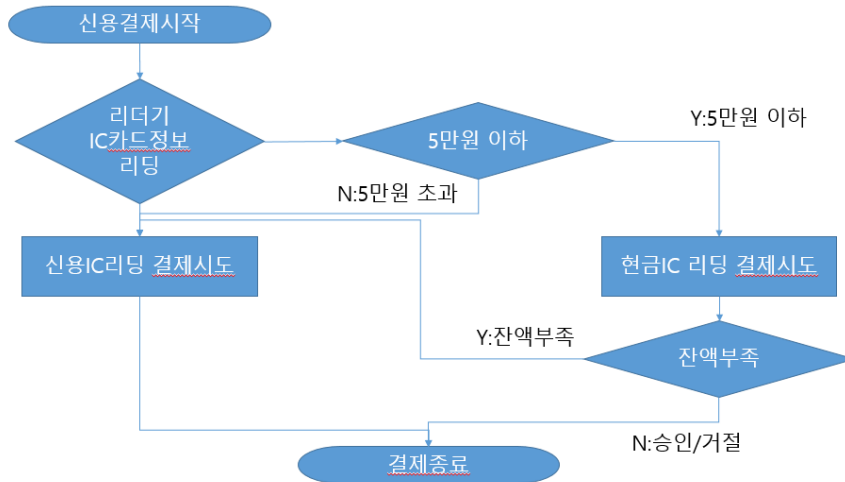 신용결제시작
리더기
IC카드정보
리딩
5만원 이하
Y:5만원 이하
N:5만원 초과
신용IC리딩 결제시도
현금IC 리딩 결제시도
Y:잔액부족
잔액부족
N:승인/거절
결제종료